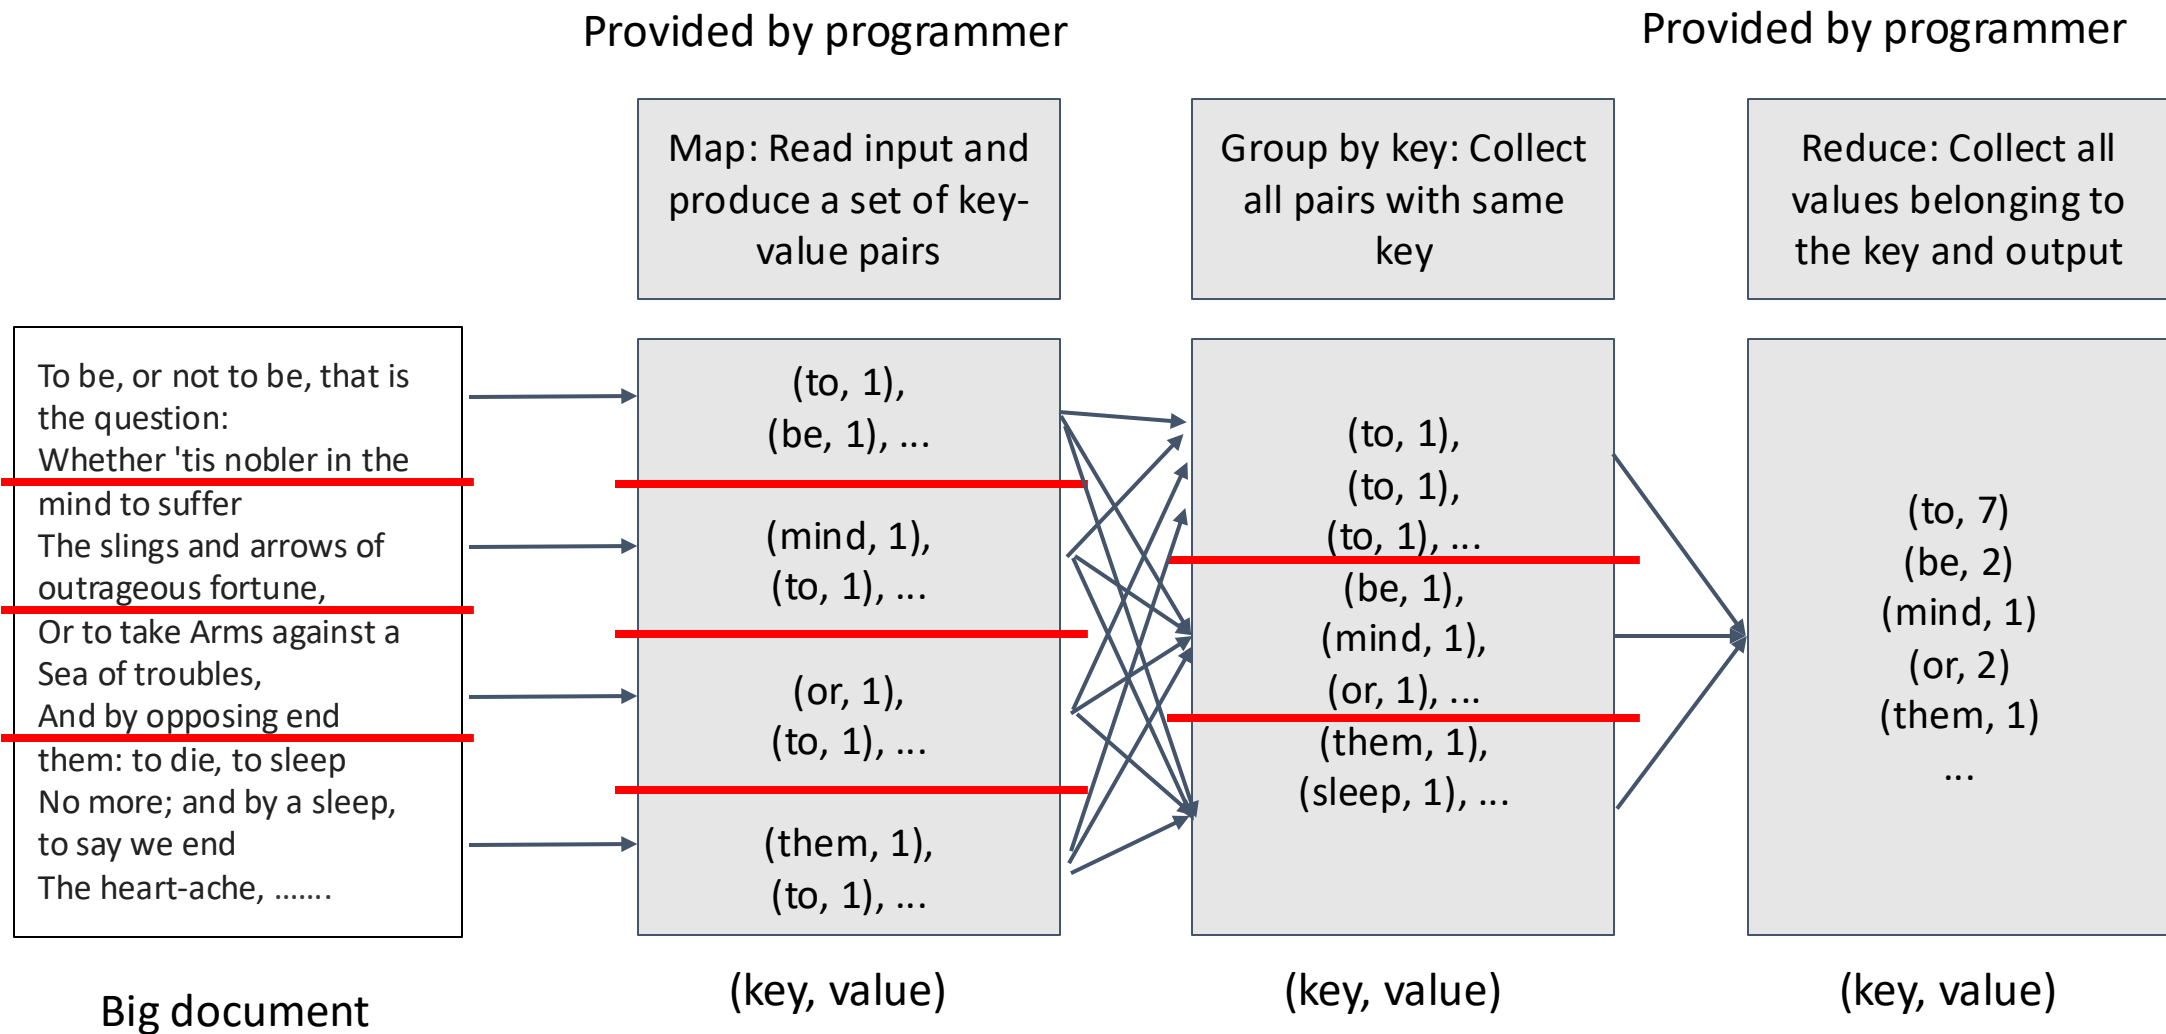 Provided by programmer
Provided by programmer
Map: Read input and
produce a set of key-
value pairs
Group by key: Collect
all pairs with same
key
Reduce: Collect all
values belonging to
the key and output
To be, or not to be, that is
the question:
Whether 'tis nobler in the
mind to suffer
The slings and arrows of
outrageous fortune,
Or to take Arms against a
Sea of troubles,
And by opposing end
them: to die, to sleep
No more; and by a sleep,
to say we end
The heart-ache, .......
(to, 1),
(be, 1), ...
(mind, 1),
(to, 1), ...
(or, 1),
(to, 1), ...
(them, 1),
(to, 1), ...
(to, 1),
(to, 1),
(to, 1), ...
(be, 1),
(mind, 1),
(or, 1), ...
(them, 1),
(sleep, 1), ...
(to, 7)
(be, 2)
(mind, 1)
(or, 2)
(them, 1)
...
Big document
(key, value)
(key, value)
(key, value)